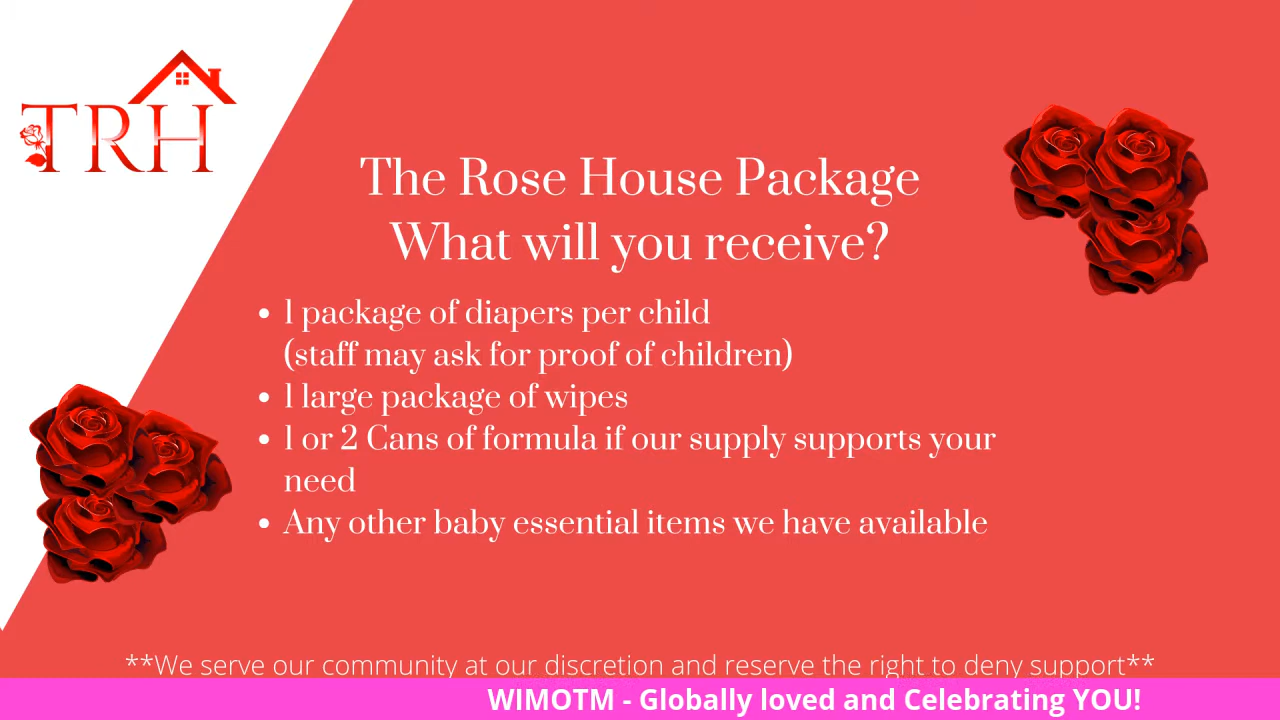 TRH
The Rose House Package
What will you receive?
• 1 package of diapers per child
(staff may ask for proof of children)
• 1 large package of wipes
• 1 or 2 Cans of formula if our supply supports your
need
• Any other baby essential items we have available
**We serve our community at our discretion and reserve the right to deny support**
WIMOTM - Globally loved and Celebrating YOU!